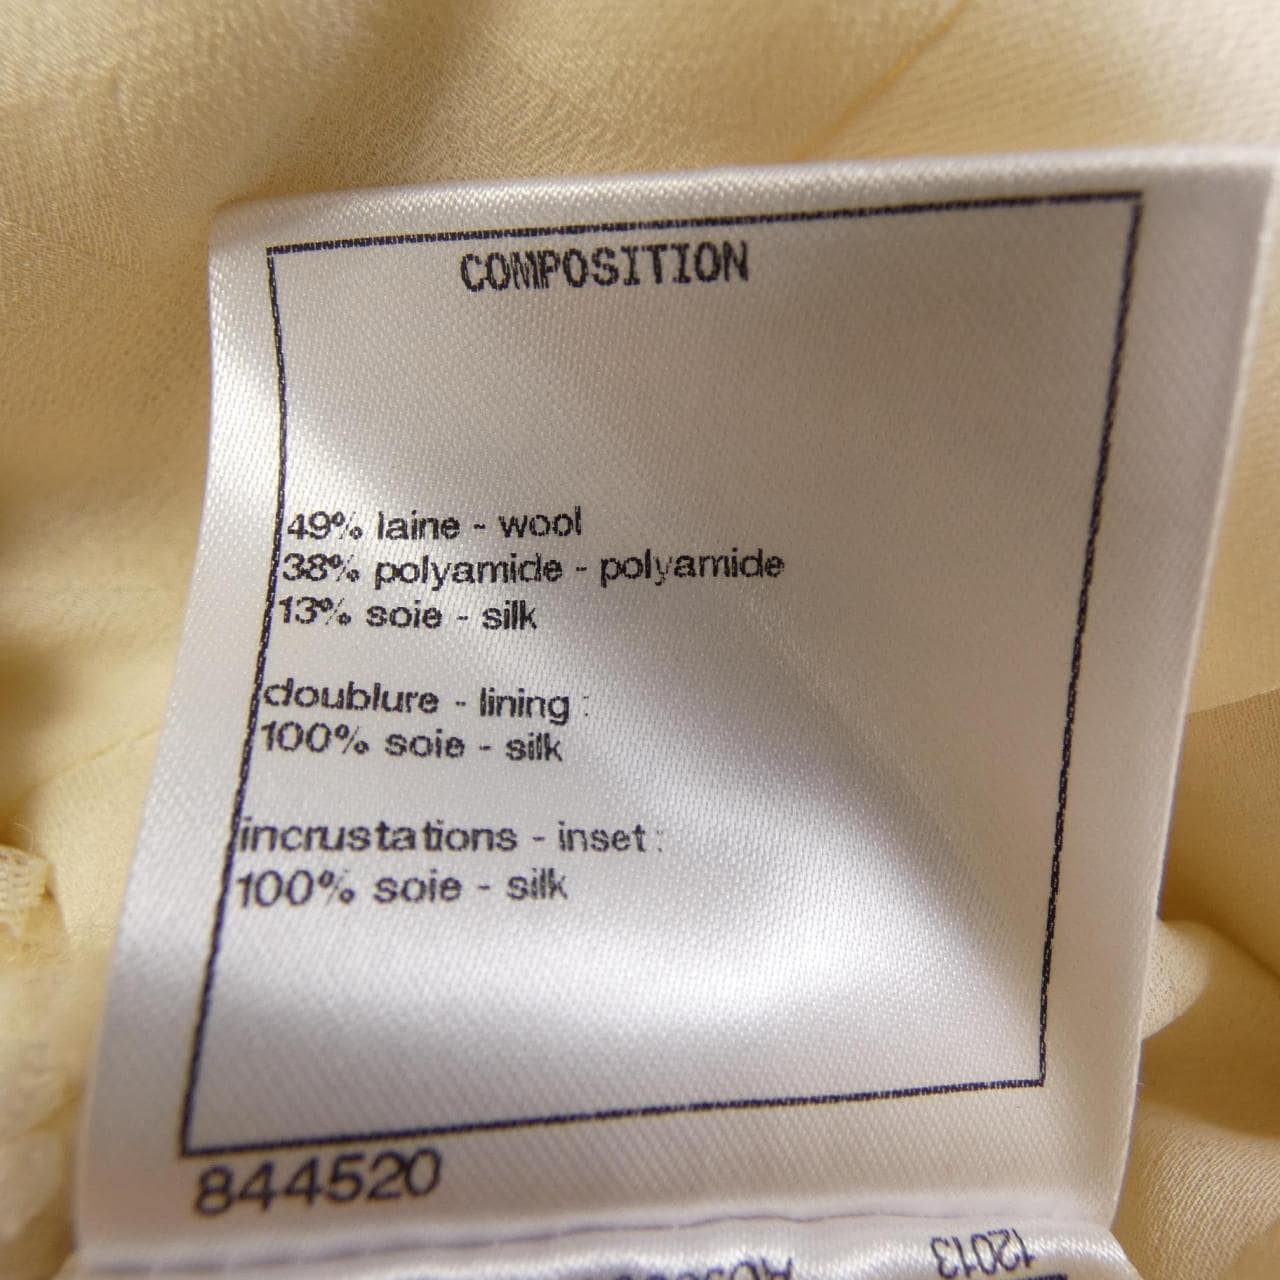 COMPOSITION
49% laine - wool
38% polyamide - polyamide
13% soie - silk
doublure - lining :
100% soie - silk
incrustations - inset :
100% soie - silk
844520
12013